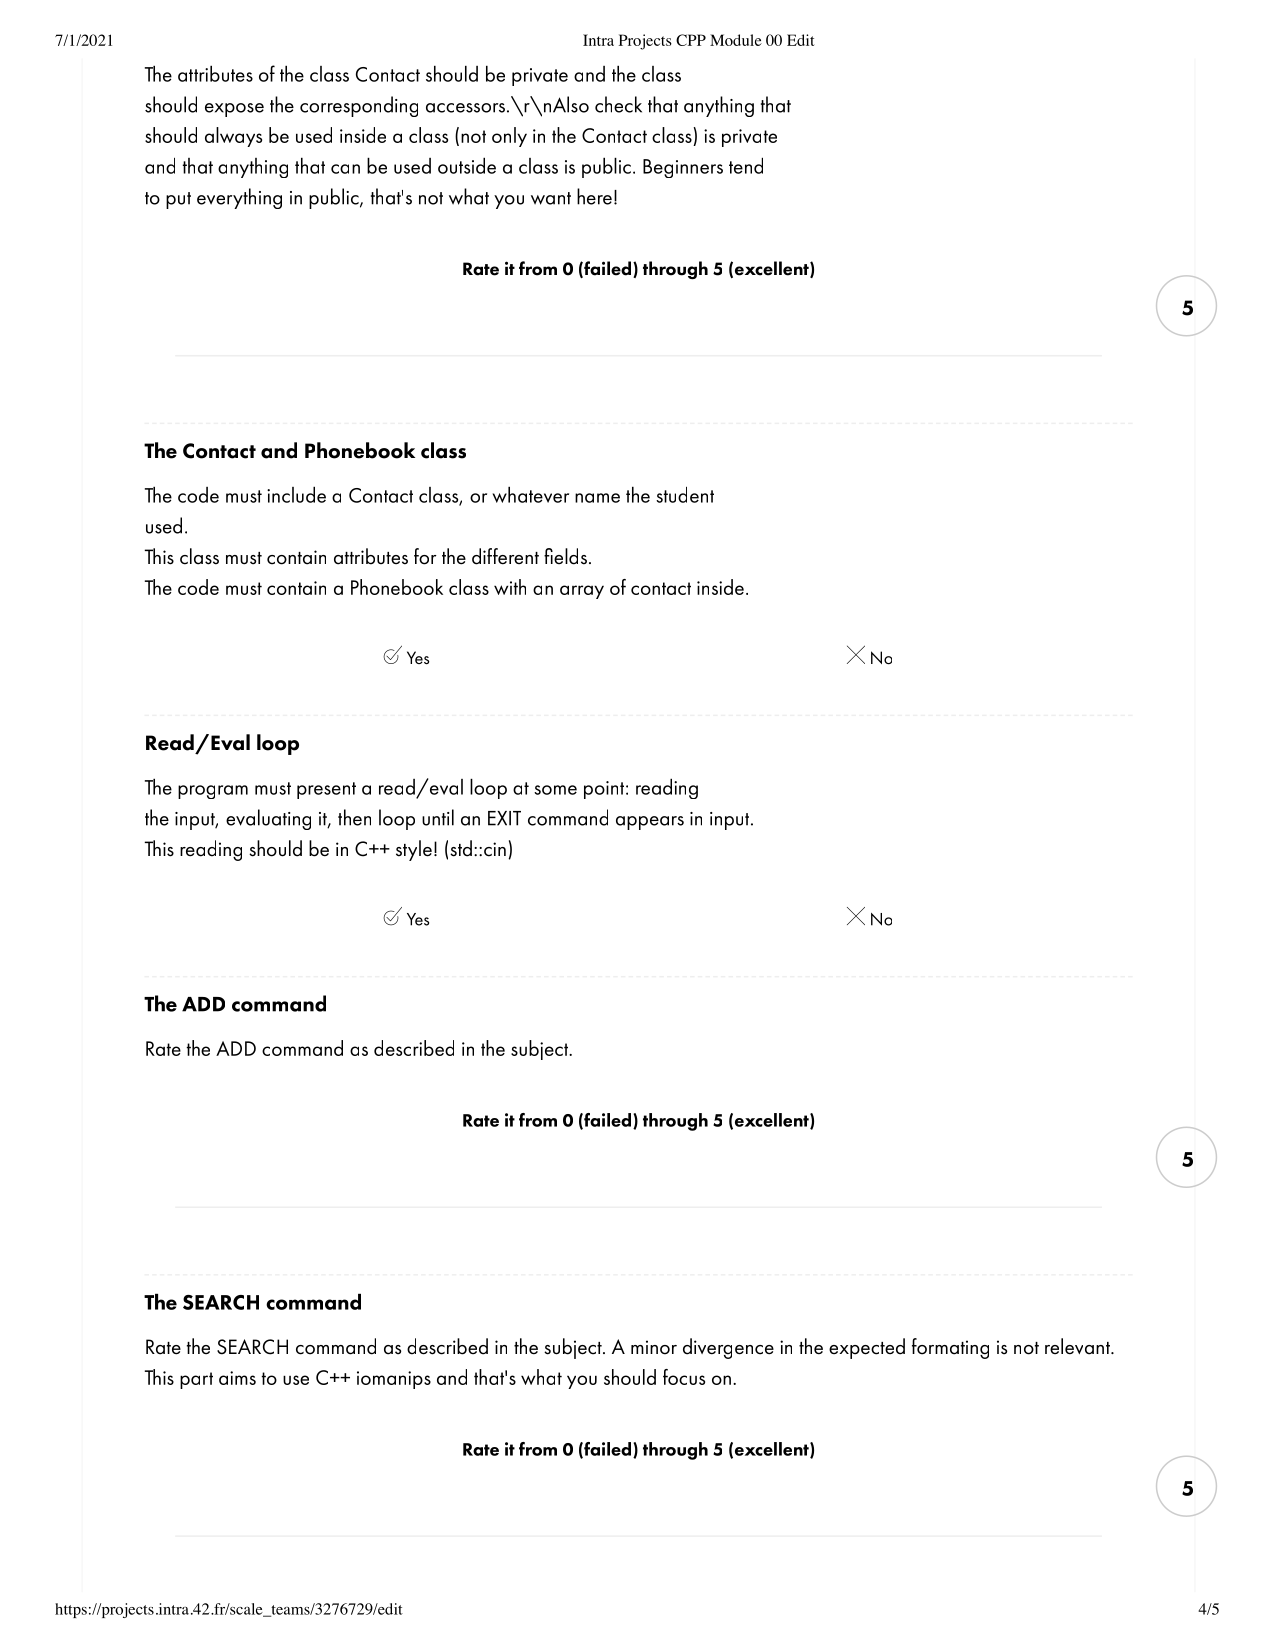 7/1/2021
Intra Projects CPP Module 00 Edit
The attributes of the class Contact should be private and the class
should expose the corresponding accessors.\r\nAlso check that anything that
should always be used inside a class (not only in the Contact class) is private
and that anything that can be used outside a class is public. Beginners tend
to put everything in public, that's not what you want here!
Rate it from 0 (failed) through 5 (excellent)
5
The Contact and Phonebook class
The code must include a Contact class, or whatever name the student
used.
This class must contain attributes for the different fields.
The code must contain a Phonebook class with an array of contact inside.
Yes
No
Read/Eval loop
The program must present a read/eval loop at some point: reading
the input, evaluating it, then loop until an EXIT command appears in input.
This reading should be in C++ style! (std::cin)
Yes
No
The ADD command
Rate the ADD command as described in the subject.
Rate it from 0 (failed) through 5 (excellent)
5
The SEARCH command
Rate the SEARCH command as described in the subject. A minor divergence in the expected formating is not relevant.
This part aims to use C++ iomanips and that's what you should focus on.
Rate it from 0 (failed) through 5 (excellent)
5
https://projects.intra.42.fr/scale_teams/3276729/edit
4/5